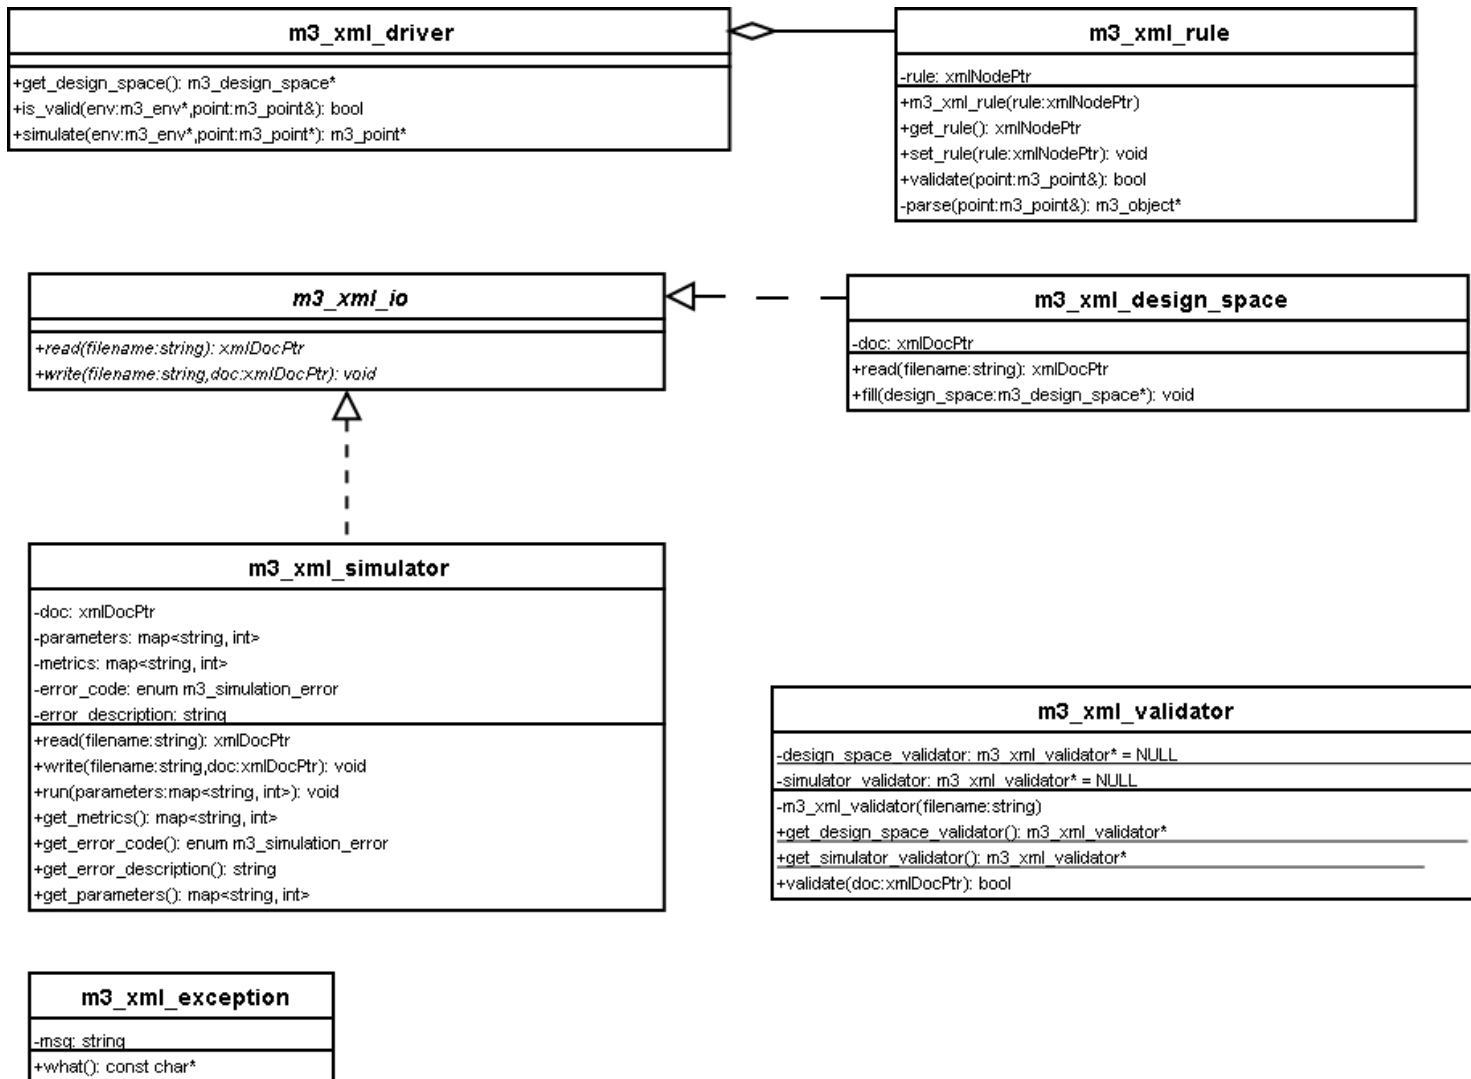 m3_xml_driver
+get_design_space(): m3_design_space*
+is_valid(env:m3_env*,point:m3_point&): bool
+simulate(env:m3_env*,point:m3_point*): m3_point*
m3_xml_rule
-rule: xmlNodePtr
+m3_xml_rule(rule:xmlNodePtr)
+get_rule(): xmlNodePtr
+set_rule(rule:xmlNodePtr): void
+validate(point:m3_point&): bool
-parse(point:m3_point&): m3_object*
m3_xml_io
+read(filename:string): xmlDocPtr
+write(filename:string,doc:xmlDocPtr): void
m3_xml_design_space
-doc: xmlDocPtr
+read(filename:string): xmlDocPtr
+fill(design_space:m3_design_space*): void
m3_xml_simulator
-doc: xmlDocPtr
-parameters: map<string, int>
-metrics: map<string, int>
-error_code: enum m3_simulation_error
-error_description: string
+read(filename:string): xmlDocPtr
+write(filename:string,doc:xmlDocPtr): void
+run(parameters:map<string, int>): void
+get_metrics(): map<string, int>
+get_error_code(): enum m3_simulation_error
+get_error_description(): string
+get_parameters(): map<string, int>
m3_xml_validator
-design_space_validator: m3_xml_validator* = NULL
-simulator_validator: m3_xml_validator* = NULL
-m3_xml_validator(filename:string)
+get_design_space_validator(): m3_xml_validator*
+get_simulator_validator(): m3_xml_validator*
+validate(doc:xmlDocPtr): bool
m3_xml_exception
-msg: string
+what(): const char*